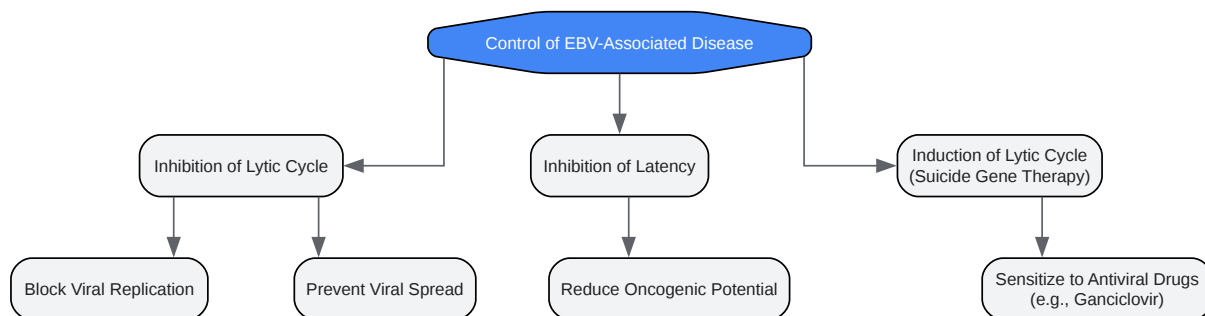 Control of EBV-Associated Disease
Inhibition of Lytic Cycle
Inhibition of Latency
Induction of Lytic Cycle
(Suicide Gene Therapy)
Block Viral Replication
Prevent Viral Spread
Reduce Oncogenic Potential
Sensitize to Antiviral Drugs
(e.g., Ganciclovir)